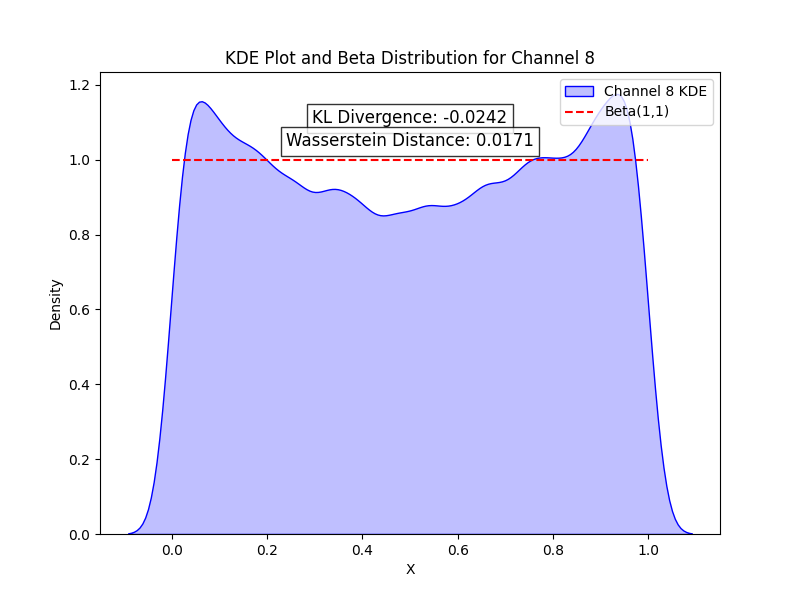 KDE Plot and Beta Distribution for Channel 8
1.2
1.0
0.8
0.6
0.4
0.2
0.0
Density
KL Divergence: -0.0242
Wasserstein Distance: 0.0171
Channel 8 KDE
Beta(1,1)
0.0 0.2 0.4 0.6 0.8 1.0
X